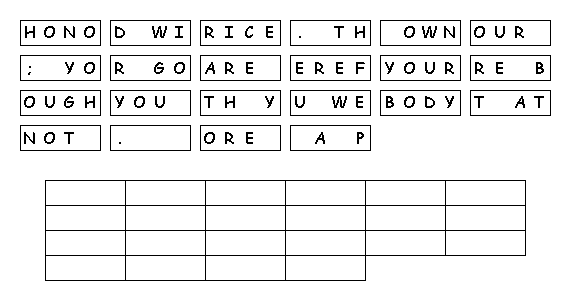 HONO D WI RICE . TH OWN OUR
; YO R GO ARE EREF YOUR RE B
OUGH YOU TH Y U WE BODY T AT
NOT . ORE A P